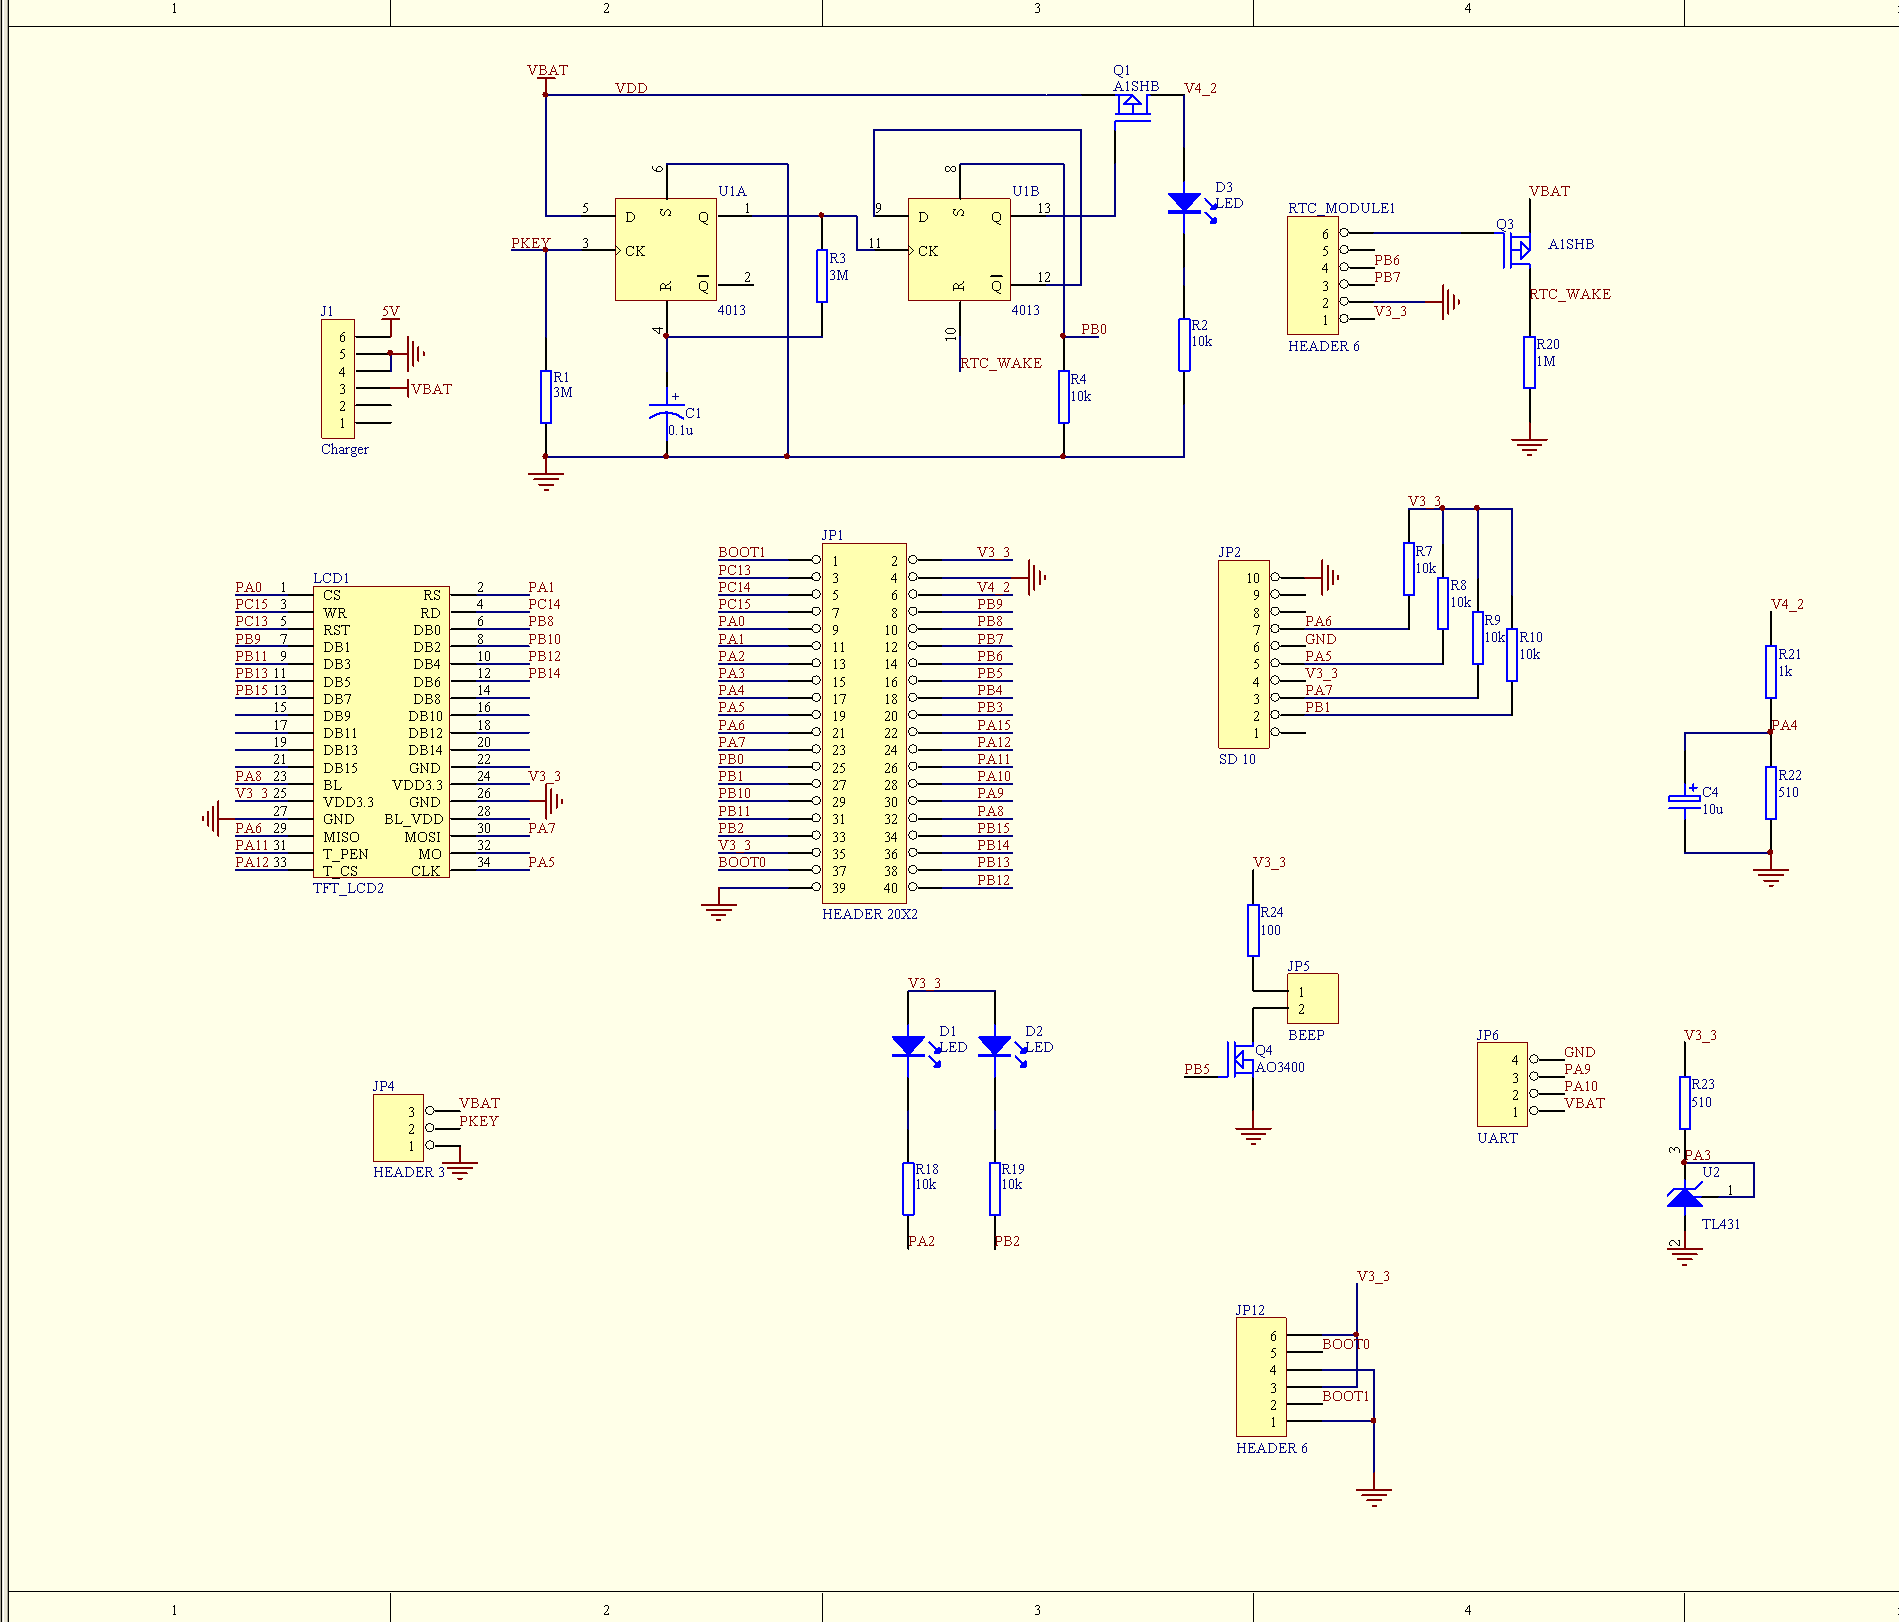 1 2 3 4
VBAT
VDD
Q1
A1SHB
V4_2
6
U1A
5 D S Q 1
PKEY
3 CK
R Q 2
4
4013
R3
3M
8
U1B
9 D S Q 13
11 CK
R Q 12
10
4013
RTC_WAKE
PB0
R4
10k
D3
LED
R2
10k
R1
3M
+
C1
0.1u
J1
5V
6
5
4
3
VBAT
2
1
Charger
RTC_MODULE1
6
5
4 PB6
3 PB7
2
1 V3_3
HEADER 6
VBAT
Q3
A1SHB
RTC_WAKE
R20
1M
LCD1
PA0 1 CS RS 2 PA1
PC15 3 WR RD 4 PC14
PC13 5 RST DB0 6 PB8
PB9 7 DB1 DB2 8 PB10
PB11 9 DB3 DB4 10 PB12
PB13 11 DB5 DB6 12 PB14
PB15 13 DB7 DB8 14
15 DB9 DB10 16
17 DB11 DB12 18
19 DB13 DB14 20
21 DB15 GND 22
PA8 23 BL VDD3.3 24 V3_3
V3_3 25 VDD3.3 GND 26
27 GND BL_VDD 28
PA6 29 MISO MOSI 30 PA7
PA11 31 T_PEN MO 32
PA12 33 T_CS CLK 34 PA5
TFT_LCD2
JP1
BOOT1 1 2 V3_3
PC13 3 4
PC14 5 6 V4_2
PC15 7 8 PB9
PA0 9 10 PB8
PA1 11 12 PB7
PA2 13 14 PB6
PA3 15 16 PB5
PA4 17 18 PB4
PA5 19 20 PB3
PA6 21 22 PA15
PA7 23 24 PA12
PB0 25 26 PA11
PB1 27 28 PA10
PB10 29 30 PA9
PB11 31 32 PA8
PB2 33 34 PB15
V3_3 35 36 PB14
BOOT0 37 38 PB13
39 40 PB12
HEADER 20X2
V3_3
JP2
10
9
8
7 PA6
6 GND
5 PA5
4 V3_3
3 PA7
2 PB1
1
SD 10
R7
10k
R8
10k
R9
10k
R10
10k
V4_2
R21
1k
PA4
+
C4
10u
R22
510
V3_3
R24
100
JP5
1
2
BEEP
Q4
AO3400
PB5
V3_3
D1
LED
D2
LED
R18
10k
R19
10k
PA2
PB2
JP4
3 VBAT
2 PKEY
1
HEADER 3
JP6
4 GND
3 PA9
2 PA10
1 VBAT
UART
V3_3
R23
510
3
PA3
U2
1
TL431
2
V3_3
JP12
6
5 BOOT0
4
3
2 BOOT1
1
HEADER 6
1 2 3 4